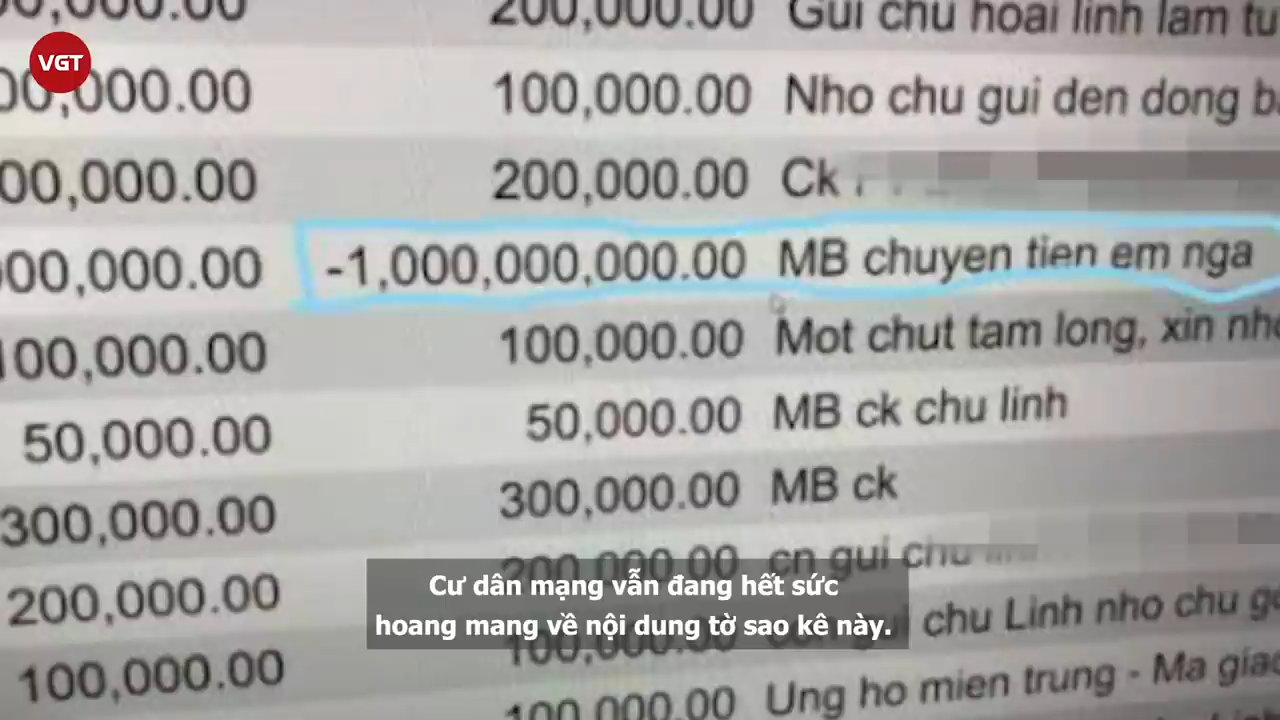 VGT
200,000.00 Gui chu hoai linh lam
00,000.00 100,000.00 Nho chu gui den dong
00,000.00 200,000.00 Ck
00,000.00 -1,000,000,000.00 MB chuyen tien em nga
100,000.00 100,000.00 Mot chut tam long, xin
50,000.00 50,000.00 MB ck chu linh
300,000.00 300,000.00 MB ck
200,000.00 200,000.00 cn gui chu
100,000.00 100,000.00 chu Linh nho chu
Ung ho mien trung - Ma
Cư dân mạng vẫn đang hết sức
hoang mang về nội dung tờ sao kê này.